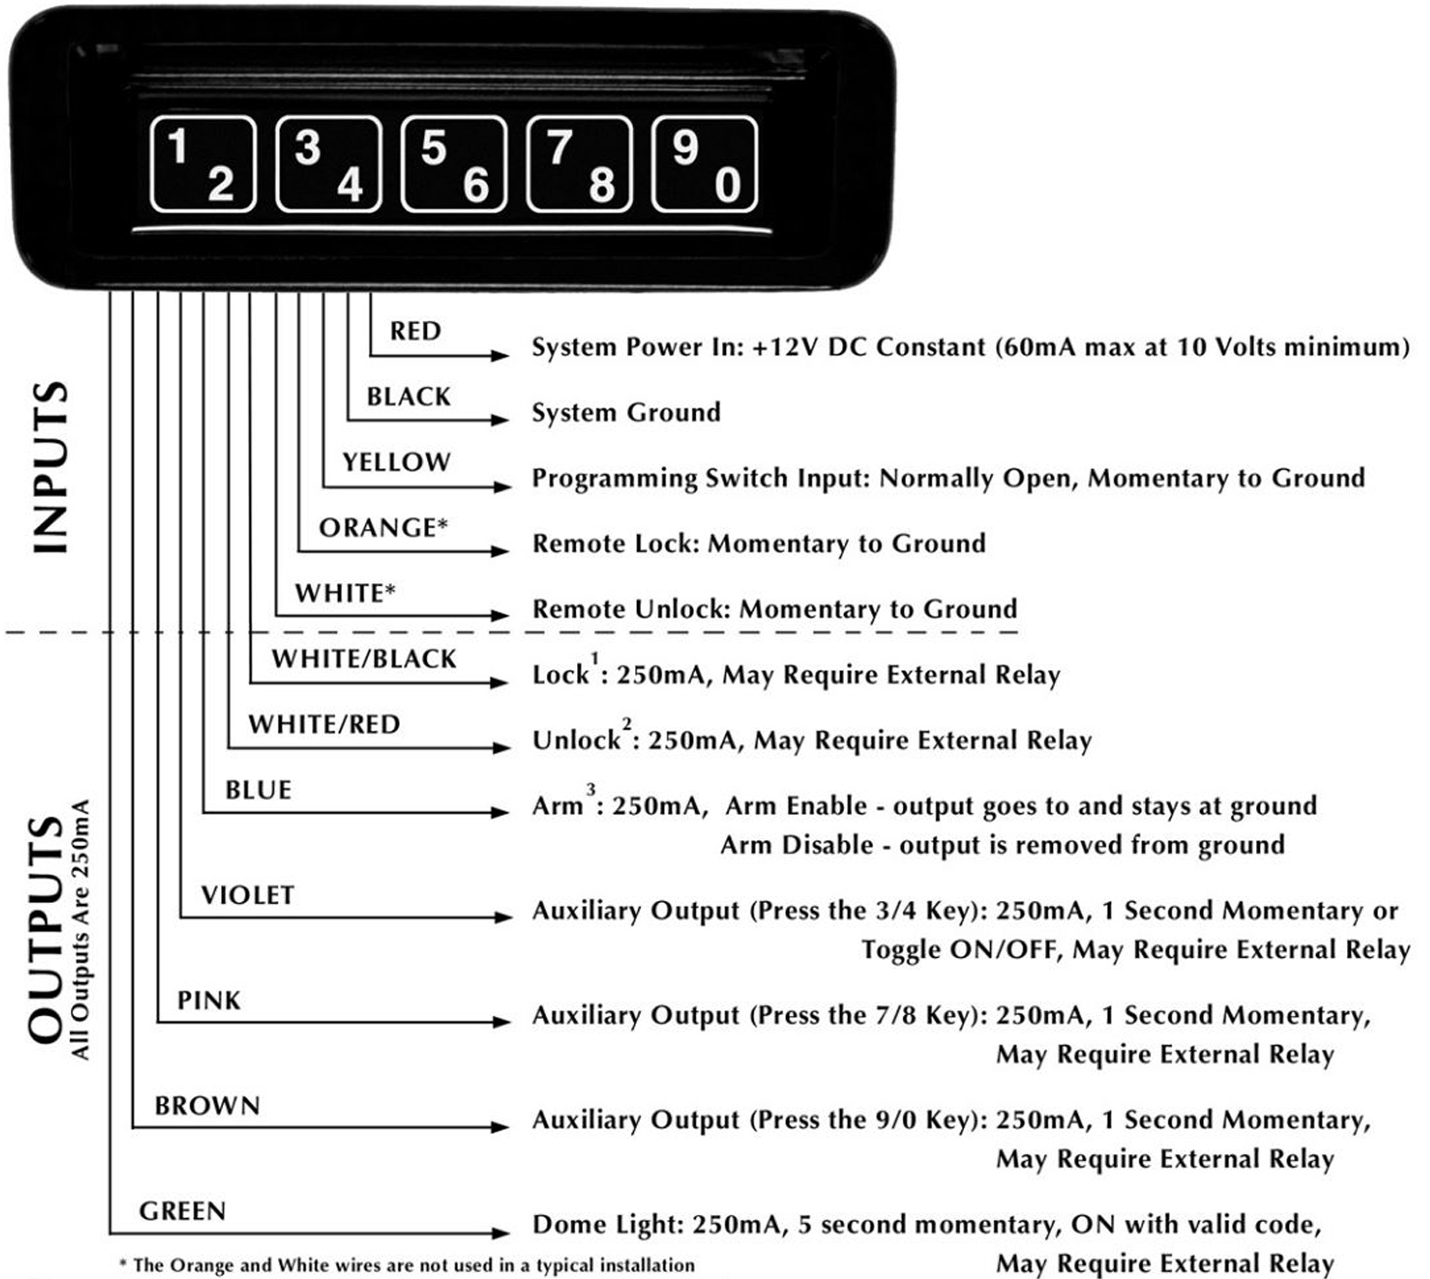 1 2 3 4 5 6 7 8 9 0
INPUTS
RED
System Power In: +12V DC Constant (60mA max at 10 Volts minimum)
BLACK
System Ground
YELLOW
Programming Switch Input: Normally Open, Momentary to Ground
ORANGE*
Remote Lock: Momentary to Ground
WHITE*
Remote Unlock: Momentary to Ground
OUTPUTS
All Outputs Are 250mA
WHITE/BLACK
Lock¹: 250mA, May Require External Relay
WHITE/RED
Unlock²: 250mA, May Require External Relay
BLUE
Arm³: 250mA, Arm Enable - output goes to and stays at ground
Arm Disable - output is removed from ground
VIOLET
Auxiliary Output (Press the 3/4 Key): 250mA, 1 Second Momentary or
Toggle ON/OFF, May Require External Relay
PINK
Auxiliary Output (Press the 7/8 Key): 250mA, 1 Second Momentary,
May Require External Relay
BROWN
Auxiliary Output (Press the 9/0 Key): 250mA, 1 Second Momentary,
May Require External Relay
GREEN
Dome Light: 250mA, 5 second momentary, ON with valid code,
May Require External Relay
* The Orange and White wires are not used in a typical installation